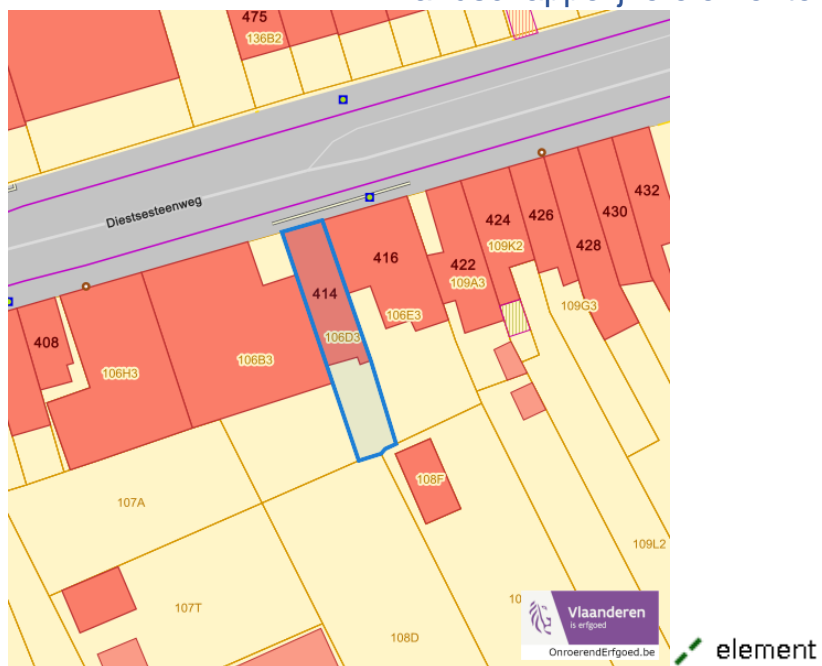 475
136B2
Diestsesteenweg
432
430
426
424
428
109K2
416
422
109A3
109G3
414
106E3
106D3
408
106B3
106H3
108F
107A
109L2
107T
108D
Vlaanderen
is erfgoed
OnroerendErfgoed.be
element